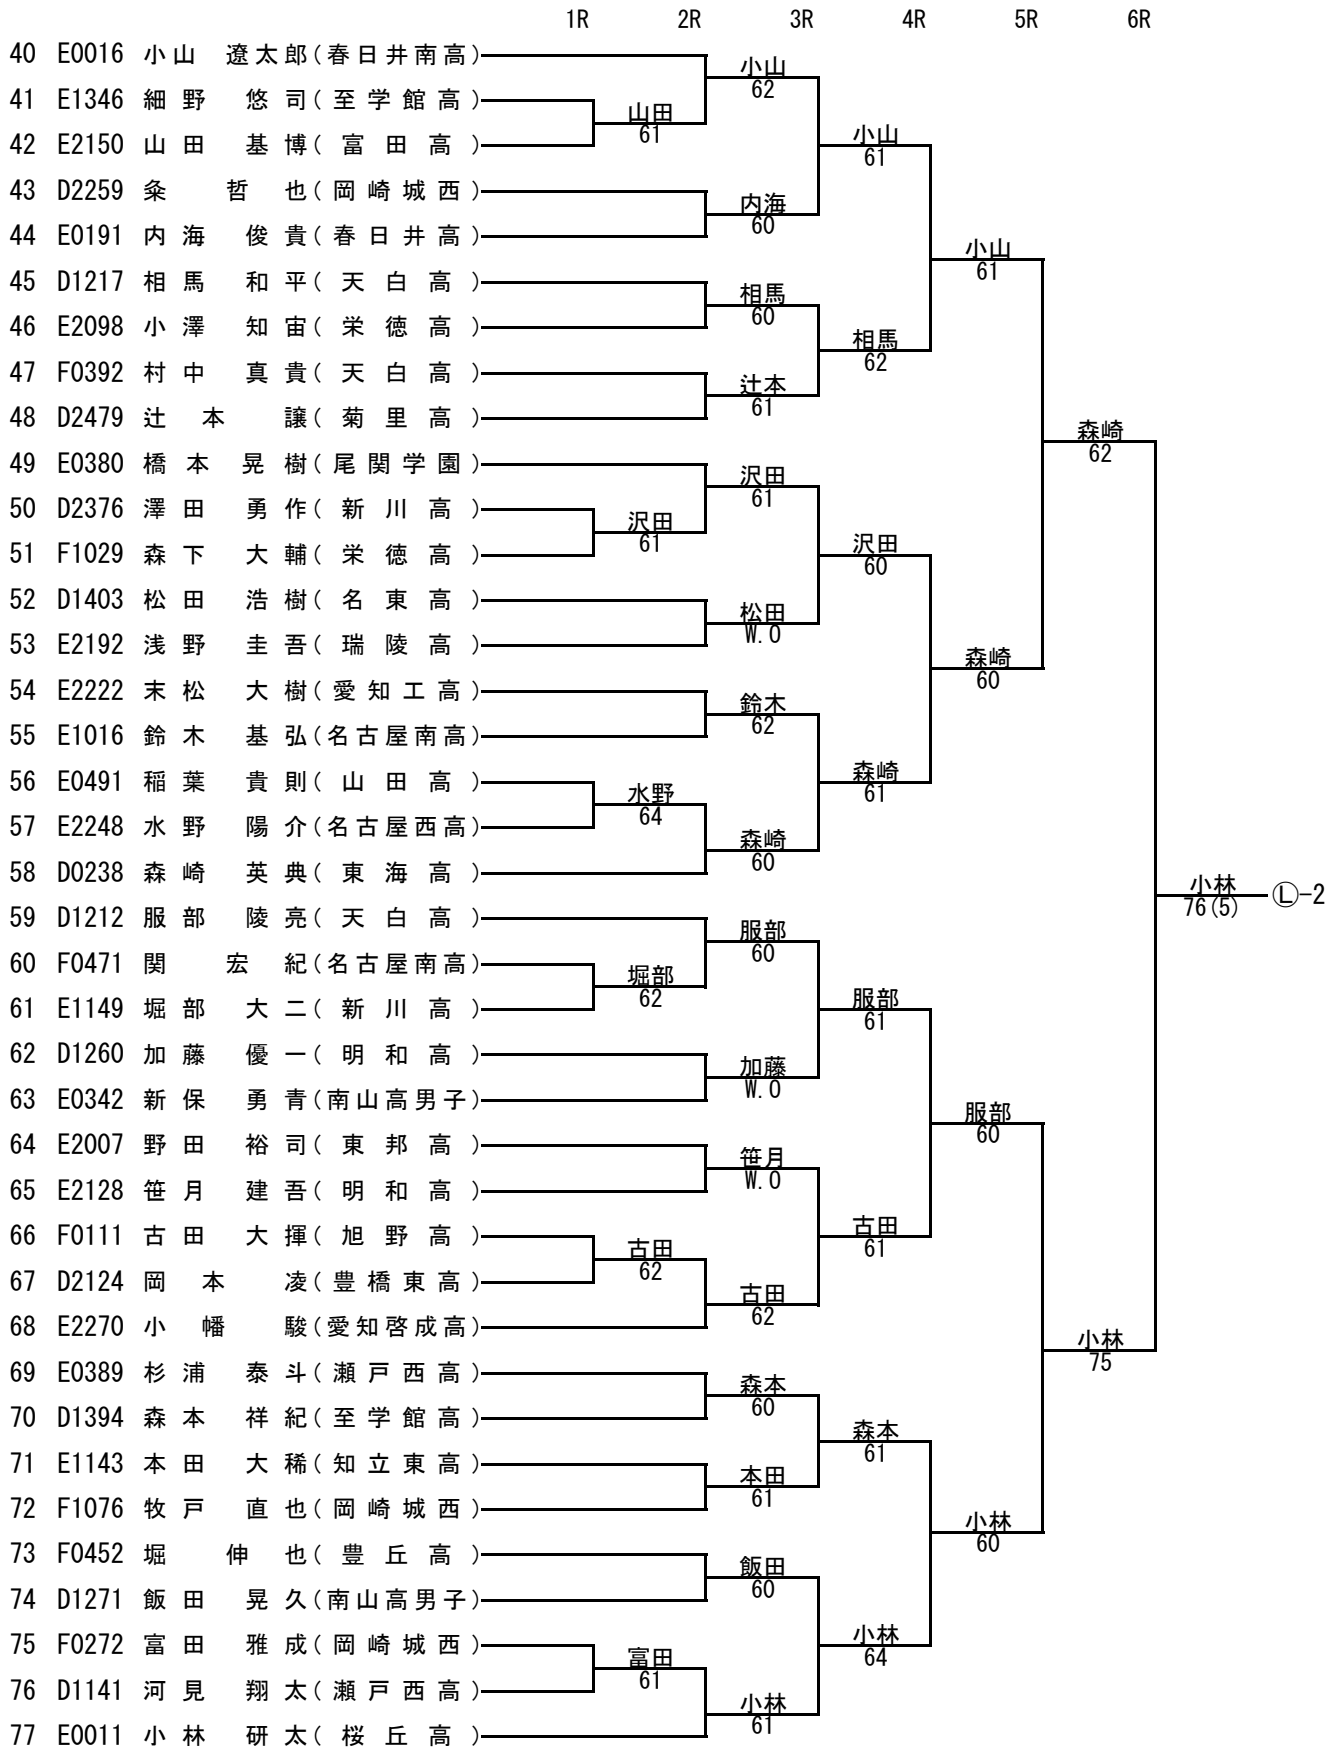 1R 2R 3R 4R 5R 6R
40 E0016 小山 遼太郎(春日井南高)
小山
62
41 E1346 細野 悠司(至学館高)
山田
61
42 E2150 山田 基博(富田高)
小山
61
43 D2259 粂 哲也(岡崎城西)
内海
60
44 E0191 内海 俊貴(春日井高)
小山
61
45 D1217 相馬 和平(天白高)
相馬
60
46 E2098 小澤 知宙(栄徳高)
相馬
62
47 F0392 村中 真貴(天白高)
辻本
61
48 D2479 辻本 譲(菊里高)
森崎
62
49 E0380 橋本 晃樹(尾関学園)
沢田
61
50 D2376 澤田 勇作(新川高)
沢田
61
51 F1029 森下 大輔(栄徳高)
沢田
60
52 D1403 松田 浩樹(名東高)
松田
W.O
53 E2192 浅野 圭吾(瑞陵高)
森崎
60
54 E2222 末松 大樹(愛知工高)
鈴木
62
55 E1016 鈴木 基弘(名古屋南高)
森崎
61
56 E0491 稲葉 貴則(山田高)
水野
64
57 E2248 水野 陽介(名古屋西高)
森崎
60
58 D0238 森崎 英典(東海高)
小林
76(5)
Ⓛ-2
59 D1212 服部 陵亮(天白高)
服部
60
60 F0471 関 宏紀(名古屋南高)
堀部
62
61 E1149 堀部 大二(新川高)
服部
61
62 D1260 加藤 優一(明和高)
加藤
W.O
63 E0342 新保 勇青(南山高男子)
服部
60
64 E2007 野田 裕司(東邦高)
笹月
W.O
65 E2128 笹月 建吾(明和高)
古田
61
66 F0111 古田 大揮(旭野高)
古田
62
67 D2124 岡本 凌(豊橋東高)
古田
62
68 E2270 小幡 駿(愛知啓成高)
小林
75
69 E0389 杉浦 泰斗(瀬戸西高)
森本
60
70 D1394 森本 祥紀(至学館高)
森本
61
71 E1143 本田 大稀(知立東高)
本田
61
72 F1076 牧戸 直也(岡崎城西)
小林
60
73 F0452 堀 伸也(豊丘高)
飯田
60
74 D1271 飯田 晃久(南山高男子)
小林
64
75 F0272 富田 雅成(岡崎城西)
富田
61
76 D1141 河見 翔太(瀬戸西高)
小林
61
77 E0011 小林 研太(桜丘高)